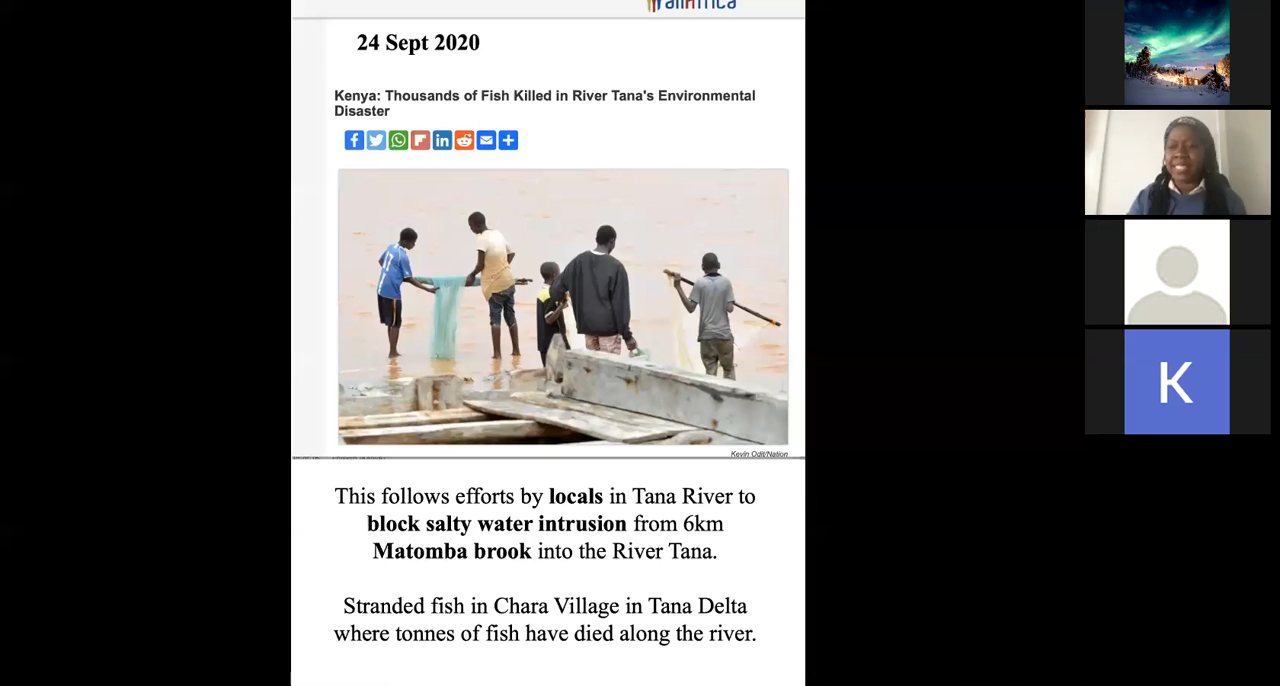 allAfrica
24 Sept 2020
Kenya: Thousands of Fish Killed in River Tana's Environmental
Disaster
Kevin Odit/Nation
This follows efforts by locals in Tana River to
block salty water intrusion from 6km
Matomba brook into the River Tana.
Stranded fish in Chara Village in Tana Delta
where tonnes of fish have died along the river.
K